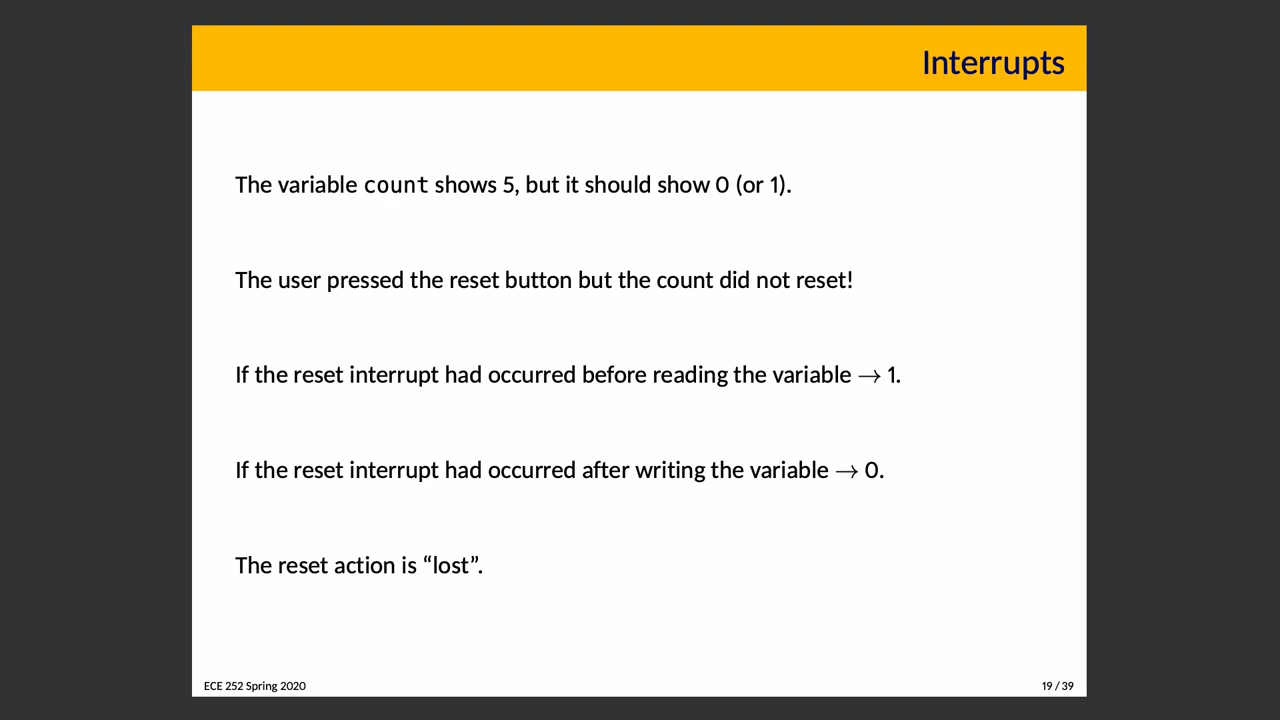 Interrupts
The variable count shows 5, but it should show 0 (or 1).
The user pressed the reset button but the count did not reset!
If the reset interrupt had occurred before reading the variable → 1.
If the reset interrupt had occurred after writing the variable → 0.
The reset action is “lost”.
ECE 252 Spring 2020
19 / 39